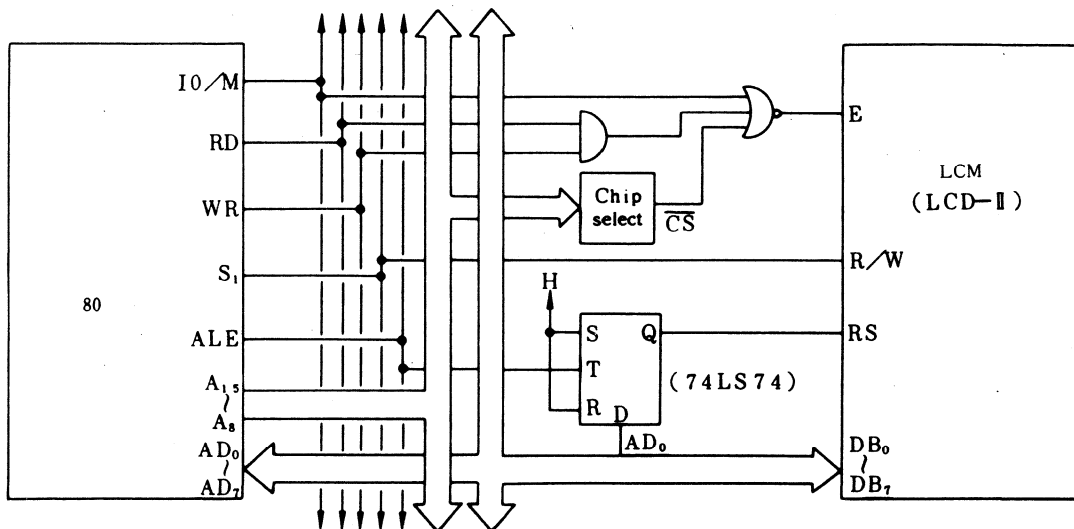 IO/M
RD
WR
S₁
80
ALE
A₁₅
~
A₈
AD₀
~
AD₇
Chip
select
C̅S̅
H
S
Q
T
R
D
(74LS74)
AD₀
E
LCM
(LCD-Ⅱ)
R/W
RS
DB₀
~
DB₇